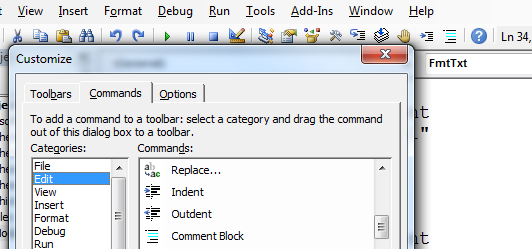 View Insert Format Debug Run Tools Add-Ins Window Help
Ln 34,
Customize
FmtTxt
Toolbars Commands Options
To add a command to a toolbar: select a category and drag the command
out of this dialog box to a toolbar.
Categories: Commands:
File
Edit
View
Insert
Format
Debug
Run
Replace...
Indent
Outdent
Comment Block